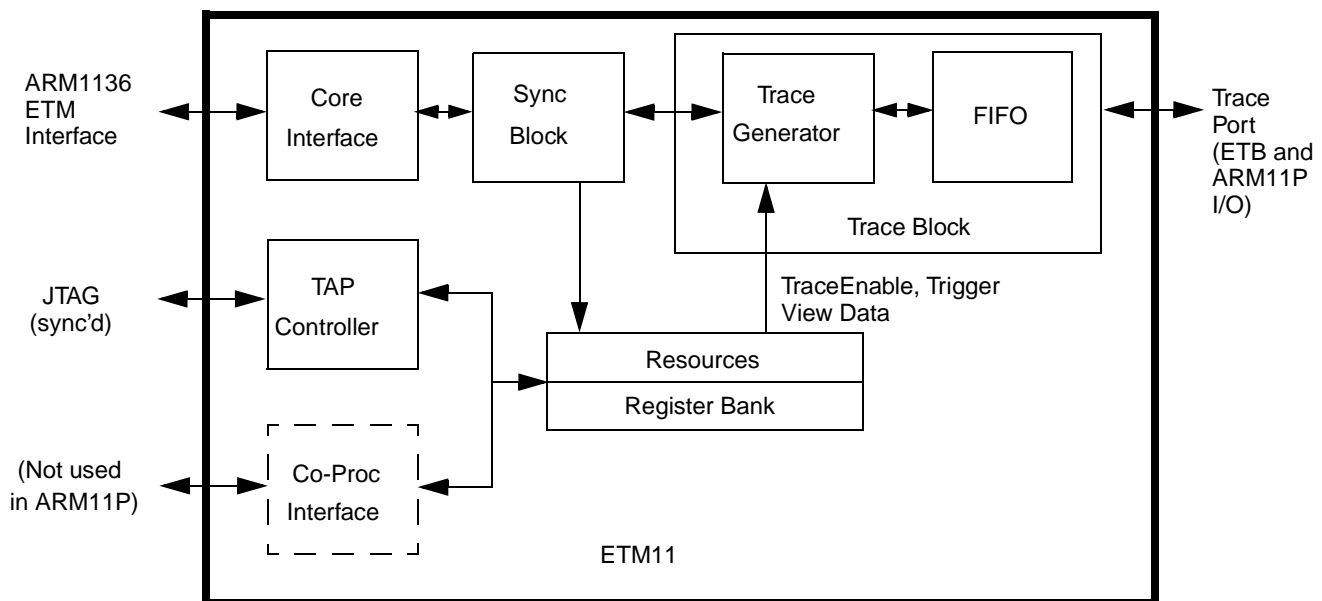 ARM1136
ETM
Interface
Core
Interface
Sync
Block
Trace
Generator
FIFO
Trace Block
Trace
Port
(ETB and
ARM11P
I/O)
JTAG
(sync'd)
TAP
Controller
TraceEnable, Trigger
View Data
Resources
Register Bank
(Not used
in ARM11P)
Co-Proc
Interface
ETM11